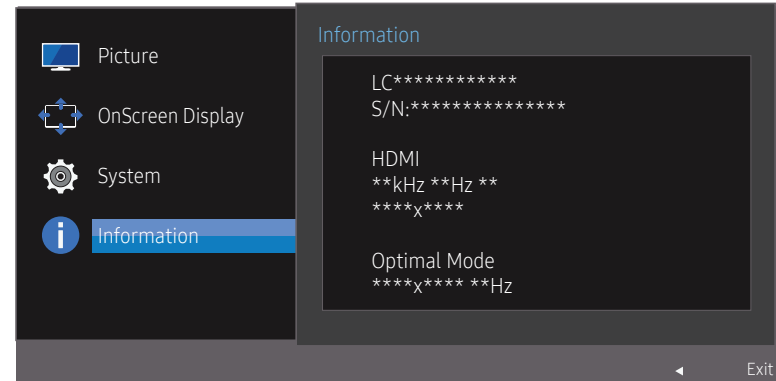 Picture
OnScreen Display
System
Information
Information
LC************
S/N:***************
HDMI
**kHz **Hz **
****x****
Optimal Mode
****x**** **Hz
Exit